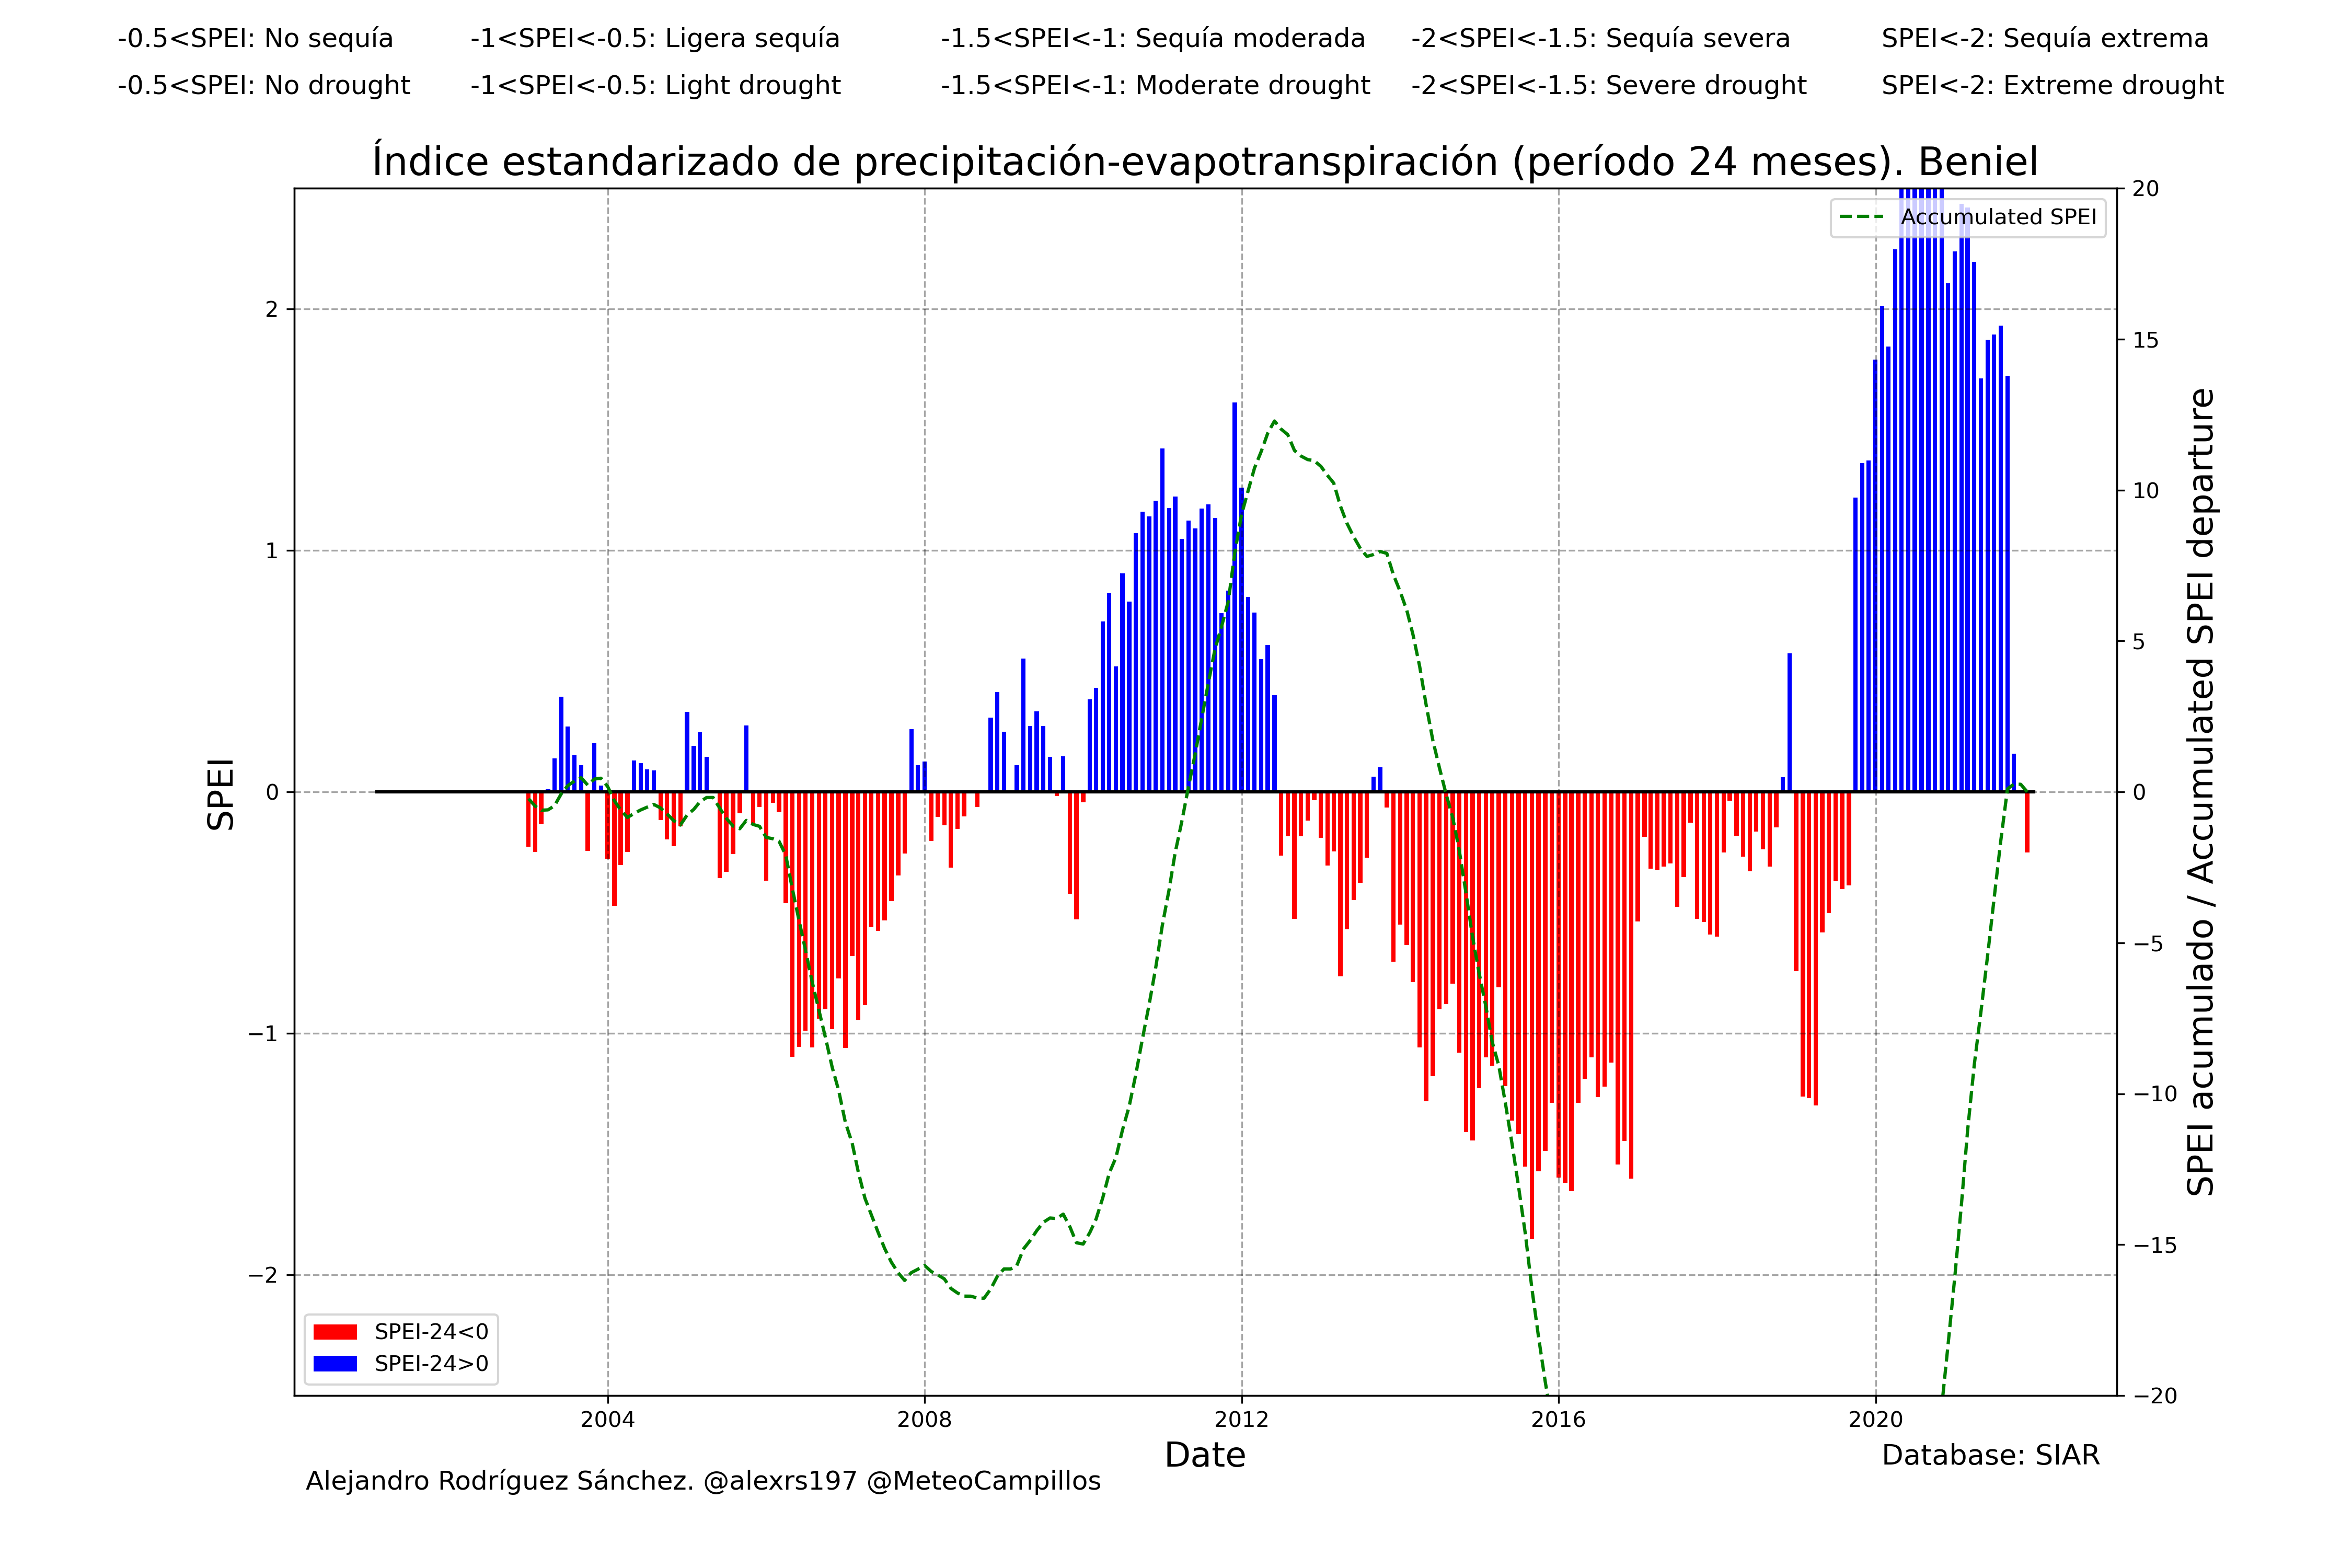 -0.5<SPEI: No sequía -1<SPEI<-0.5: Ligera sequía -1.5<SPEI<-1: Sequía moderada -2<SPEI<-1.5: Sequía severa SPEI<-2: Sequía extrema
-0.5<SPEI: No drought -1<SPEI<-0.5: Light drought -1.5<SPEI<-1: Moderate drought -2<SPEI<-1.5: Severe drought SPEI<-2: Extreme drought
Índice estandarizado de precipitación-evapotranspiración (período 24 meses). Beniel
Accumulated SPEI
SPEI
2
1
0
−1
−2
20
15
10
5
0
−5
−10
−15
−20
SPEI acumulado / Accumulated SPEI departure
SPEI-24<0
SPEI-24>0
2004 2008 2012 2016 2020
Date
Database: SIAR
Alejandro Rodríguez Sánchez. @alexrs197 @MeteoCampillos